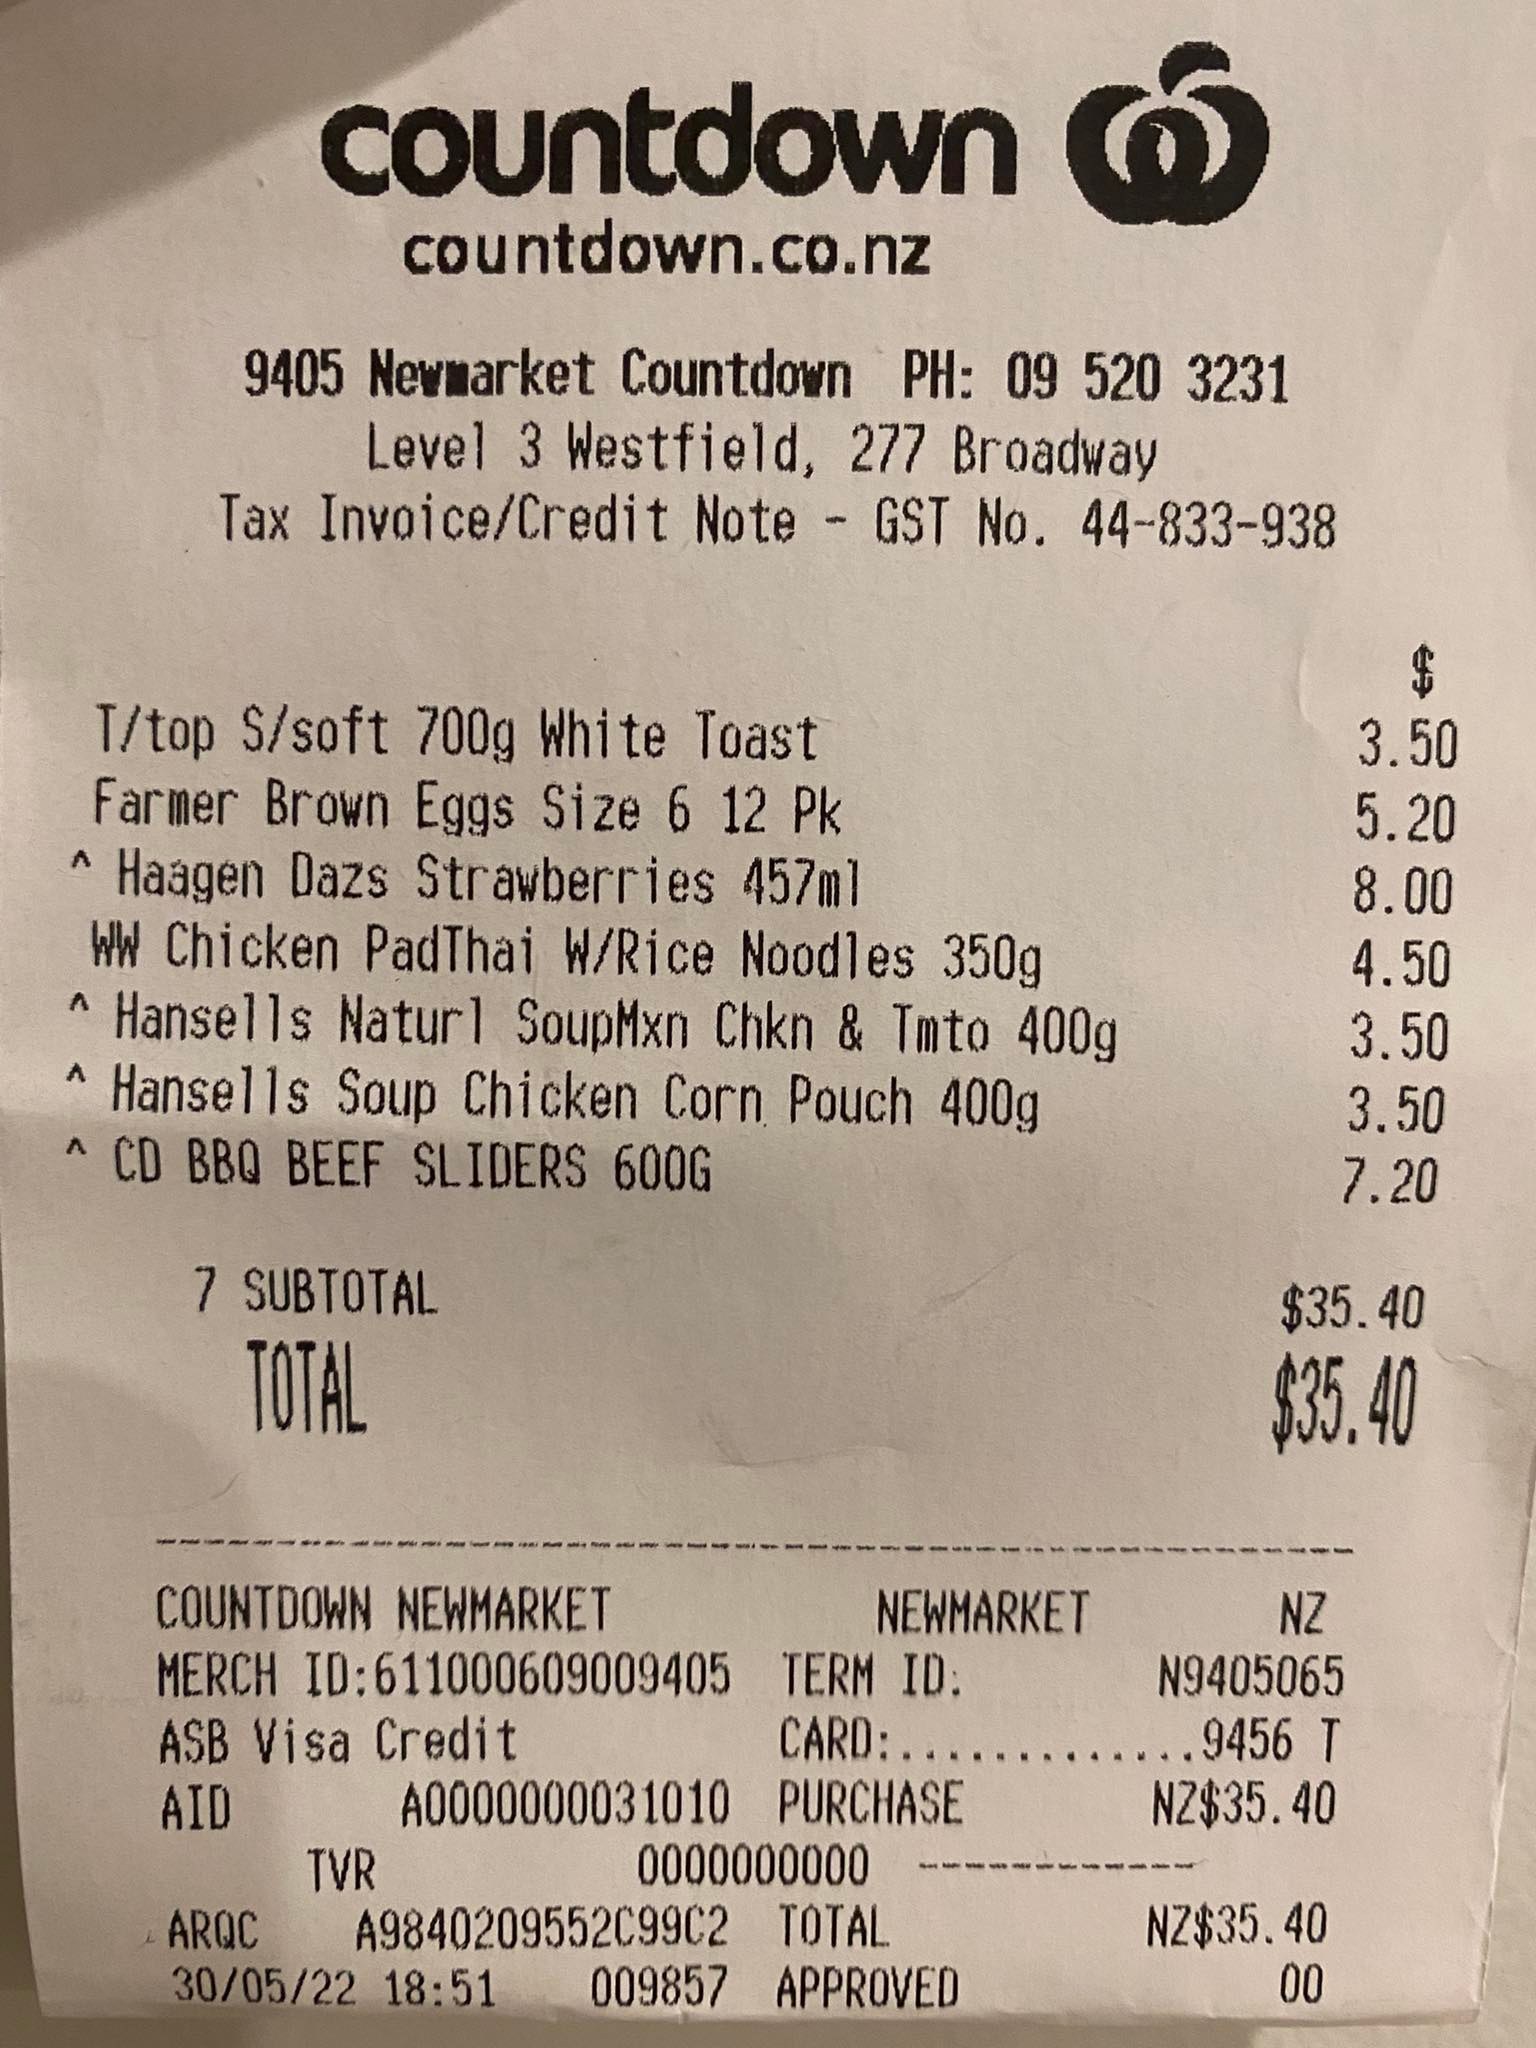 countdown
countdown.co.nz
9405 Newmarket Countdown PH: 09 520 3231
Level 3 Westfield, 277 Broadway
Tax Invoice/Credit Note - GST No. 44-833-938
$
T/top S/soft 700g White Toast 3.50
Farmer Brown Eggs Size 6 12 Pk 5.20
^ Haagen Dazs Strawberries 457ml 8.00
WW Chicken PadThai W/Rice Noodles 350g 4.50
^ Hansells Naturl SoupMxn Chkn & Tmto 400g 3.50
^ Hansells Soup Chicken Corn Pouch 400g 3.50
^ CD BBQ BEEF SLIDERS 600G 7.20
7 SUBTOTAL $35.40
TOTAL $35.40
--------------------------------
COUNTDOWN NEWMARKET NEWMARKET NZ
MERCH ID:611000609009405 TERM ID: N9405065
ASB Visa Credit CARD:.............9456 T
AID A0000000031010 PURCHASE NZ$35.40
TVR 0000000000 ------------
ARQC A9840209552C99C2 TOTAL NZ$35.40
30/05/22 18:51 009857 APPROVED 00